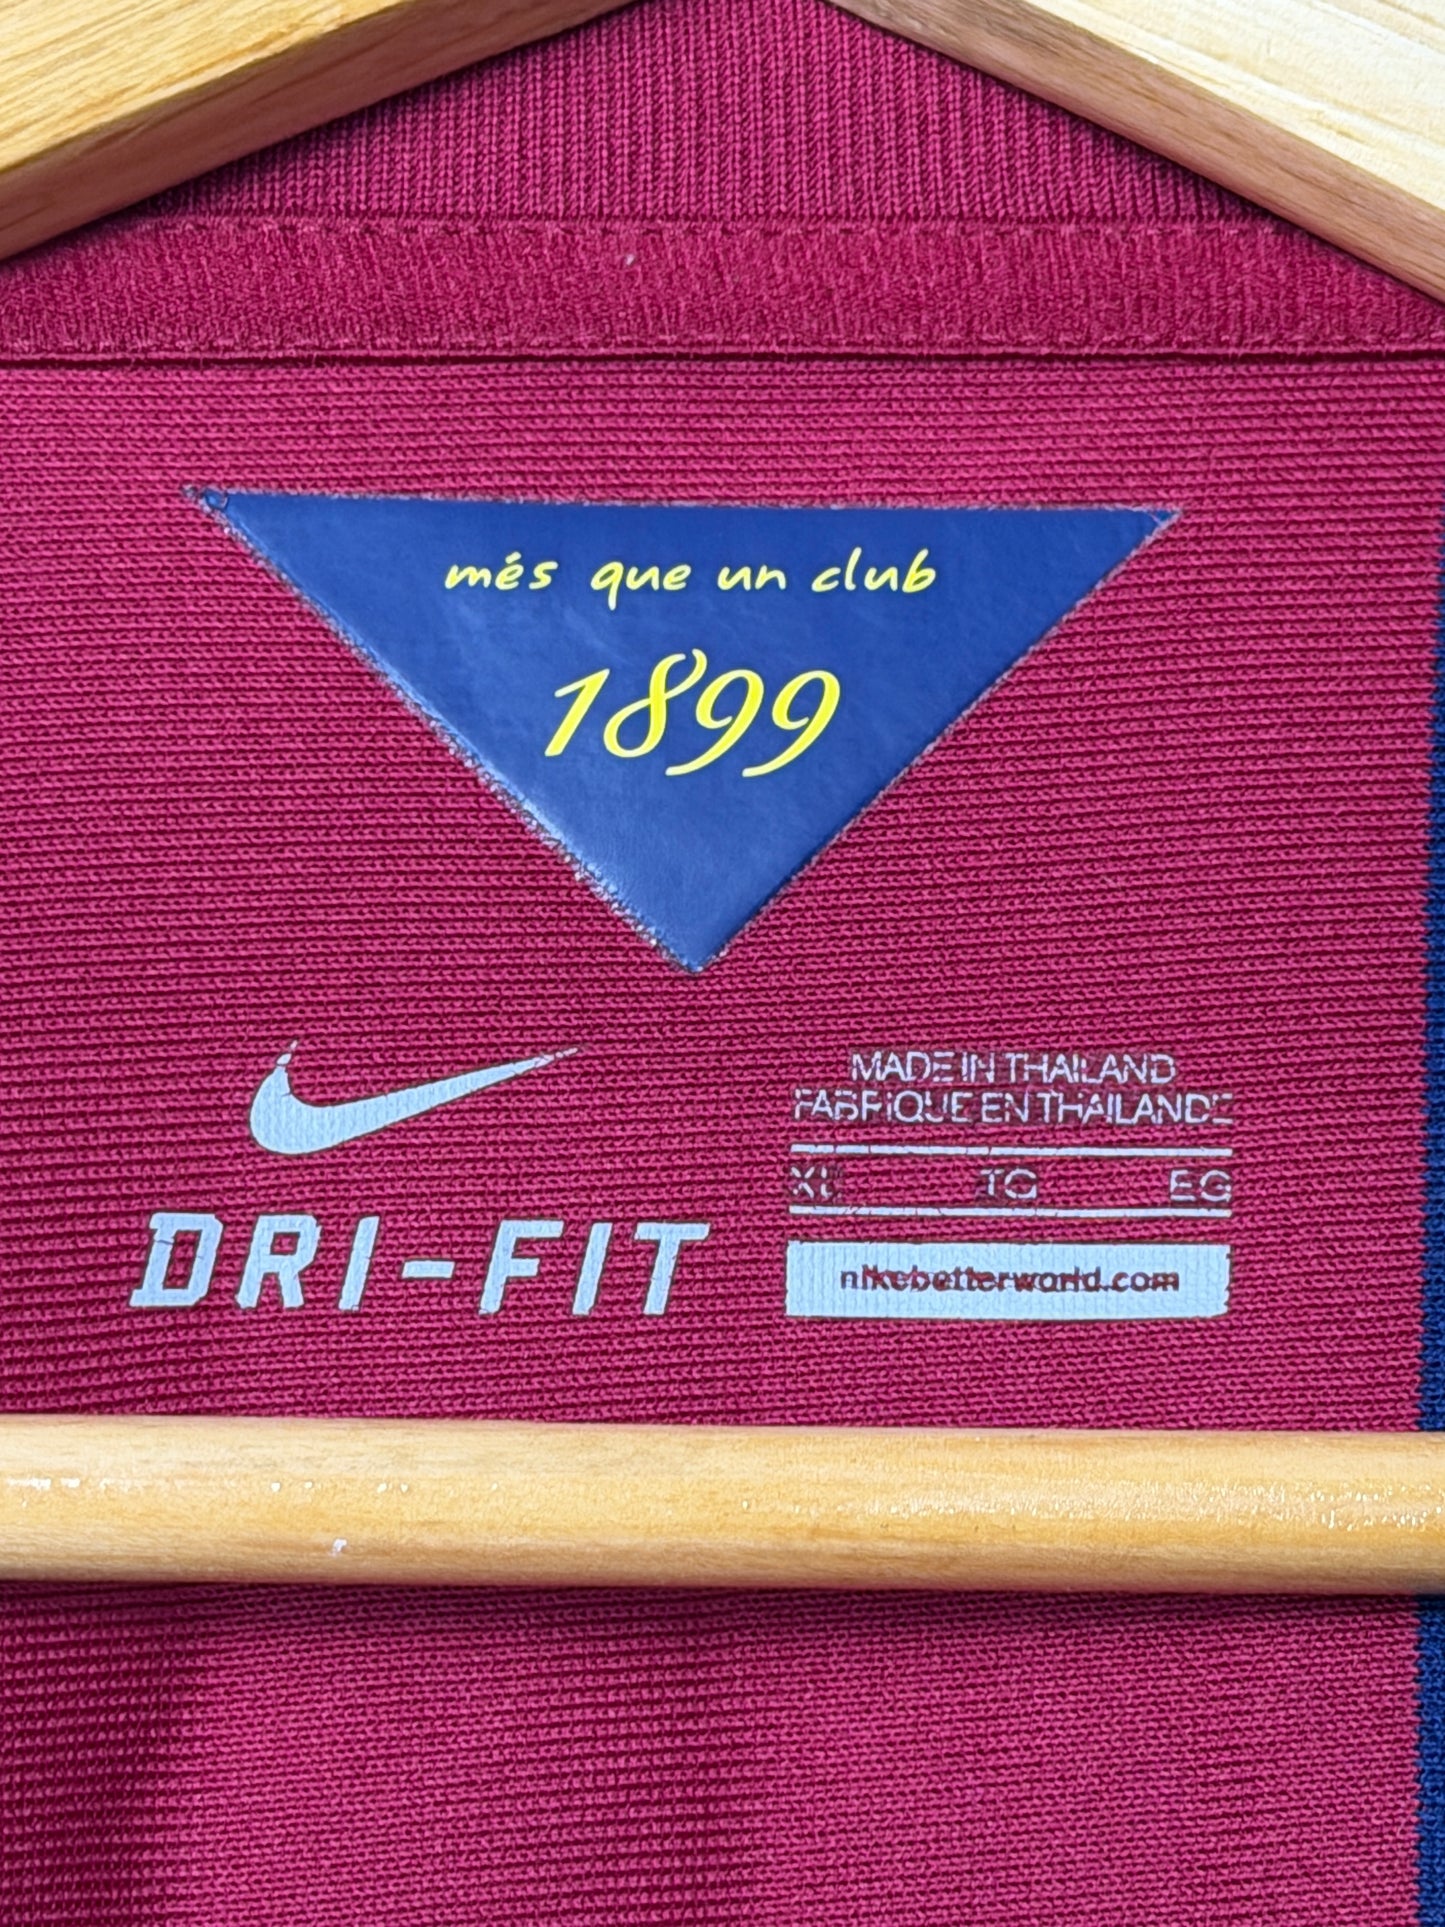 més que un club
1899
DRI-FIT
MADE IN THAILAND
FABRIQUE EN THAILANDE
XL TG EG
nikebetterworld.com